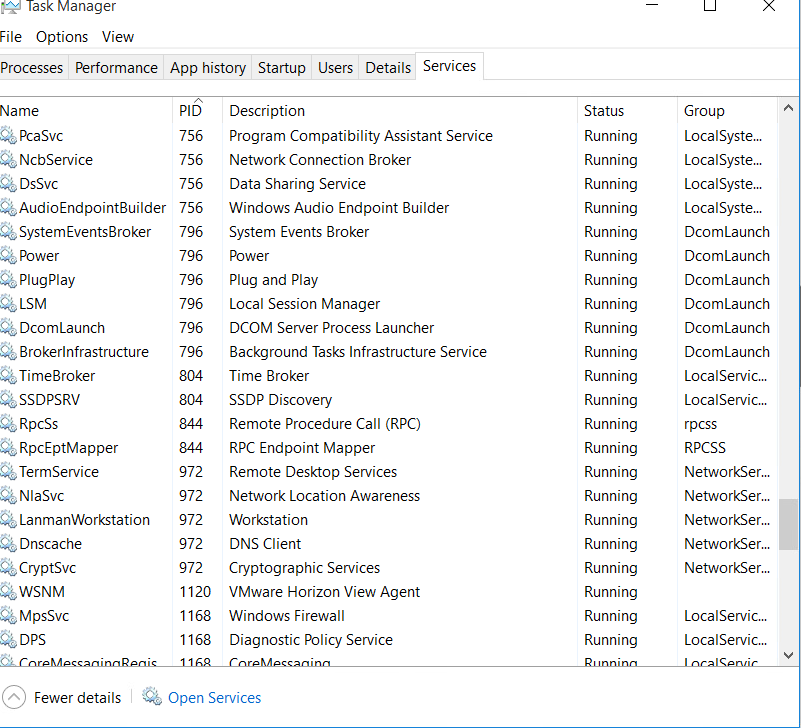 Task Manager
File Options View
Processes Performance App history Startup Users Details Services
Name PID Description Status Group
PcaSvc 756 Program Compatibility Assistant Service Running LocalSyste...
NcbService 756 Network Connection Broker Running LocalSyste...
DsSvc 756 Data Sharing Service Running LocalSyste...
AudioEndpointBuilder 756 Windows Audio Endpoint Builder Running LocalSyste...
SystemEventsBroker 796 System Events Broker Running DcomLaunch
Power 796 Power Running DcomLaunch
PlugPlay 796 Plug and Play Running DcomLaunch
LSM 796 Local Session Manager Running DcomLaunch
DcomLaunch 796 DCOM Server Process Launcher Running DcomLaunch
BrokerInfrastructure 796 Background Tasks Infrastructure Service Running DcomLaunch
TimeBroker 804 Time Broker Running LocalServic...
SSDPSRV 804 SSDP Discovery Running LocalServic...
RpcSs 844 Remote Procedure Call (RPC) Running rpcss
RpcEptMapper 844 RPC Endpoint Mapper Running RPCSS
TermService 972 Remote Desktop Services Running NetworkSer...
NlaSvc 972 Network Location Awareness Running NetworkSer...
LanmanWorkstation 972 Workstation Running NetworkSer...
Dnscache 972 DNS Client Running NetworkSer...
CryptSvc 972 Cryptographic Services Running NetworkSer...
WSNM 1120 VMware Horizon View Agent Running
MpsSvc 1168 Windows Firewall Running LocalServic...
DPS 1168 Diagnostic Policy Service Running LocalServic...
CoreMessagingRegis 1168 CoreMessaging Running LocalServic
Fewer details Open Services